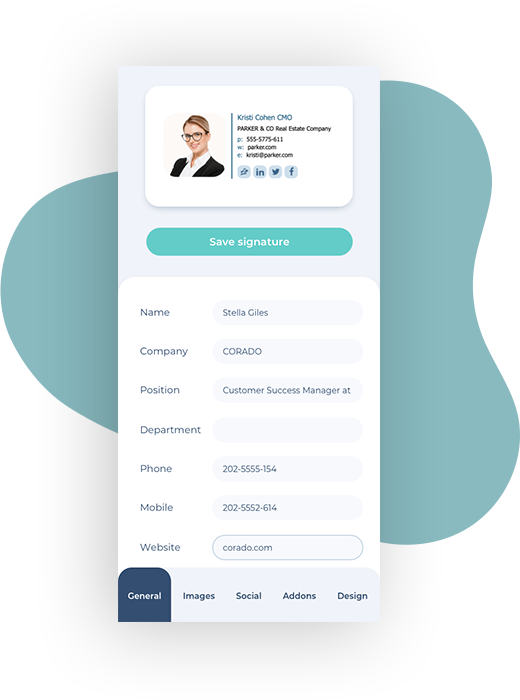 Kristi Cohen CMO
PARKER & CO Real Estate Company
p: 555-5775-611
w: parker.com
e: kristi@parker.com
Save signature
Name Stella Giles
Company CORADO
Position Customer Success Manager at
Department
Phone 202-5555-154
Mobile 202-5552-614
Website corado.com
General Images Social Addons Design